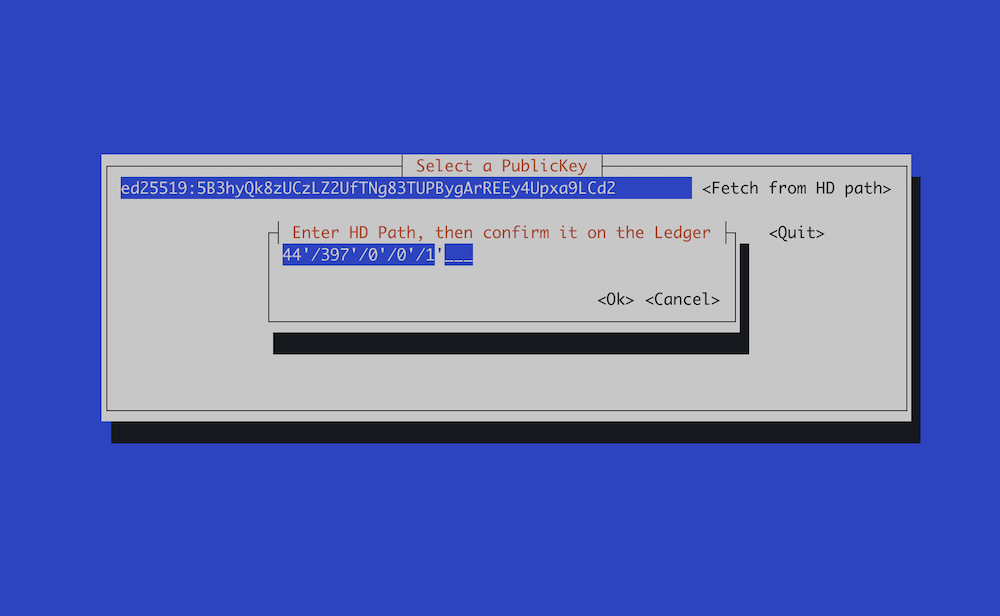 Select a PublicKey
ed25519:5B3hyQk8zUCzLZ2UfTNg83TUPBygArREEy4Upxa9LCd2 <Fetch from HD path>
Enter HD Path, then confirm it on the Ledger <Quit>
44'/397'/0'/0'/1'___
<Ok> <Cancel>